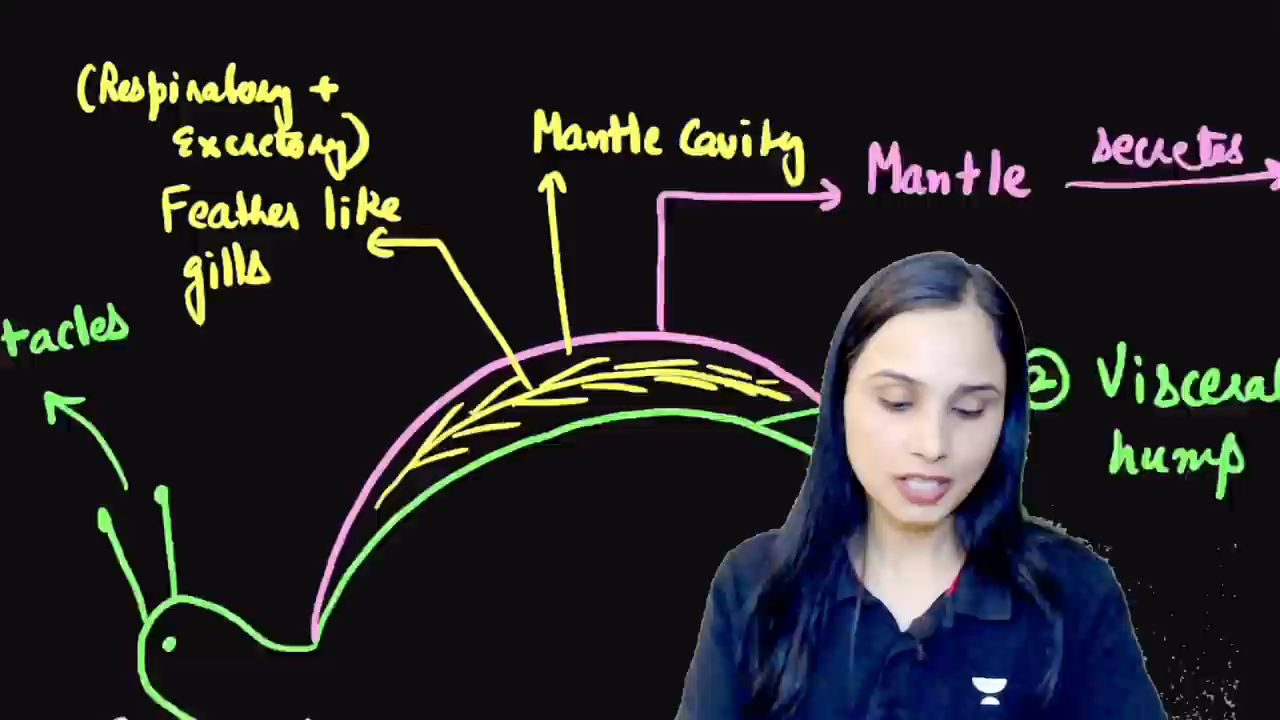 (Respiratory +
Excretory)
Feather like
gills
Mantle Cavity
Mantle
secretes
tacles
② Visceral
hump